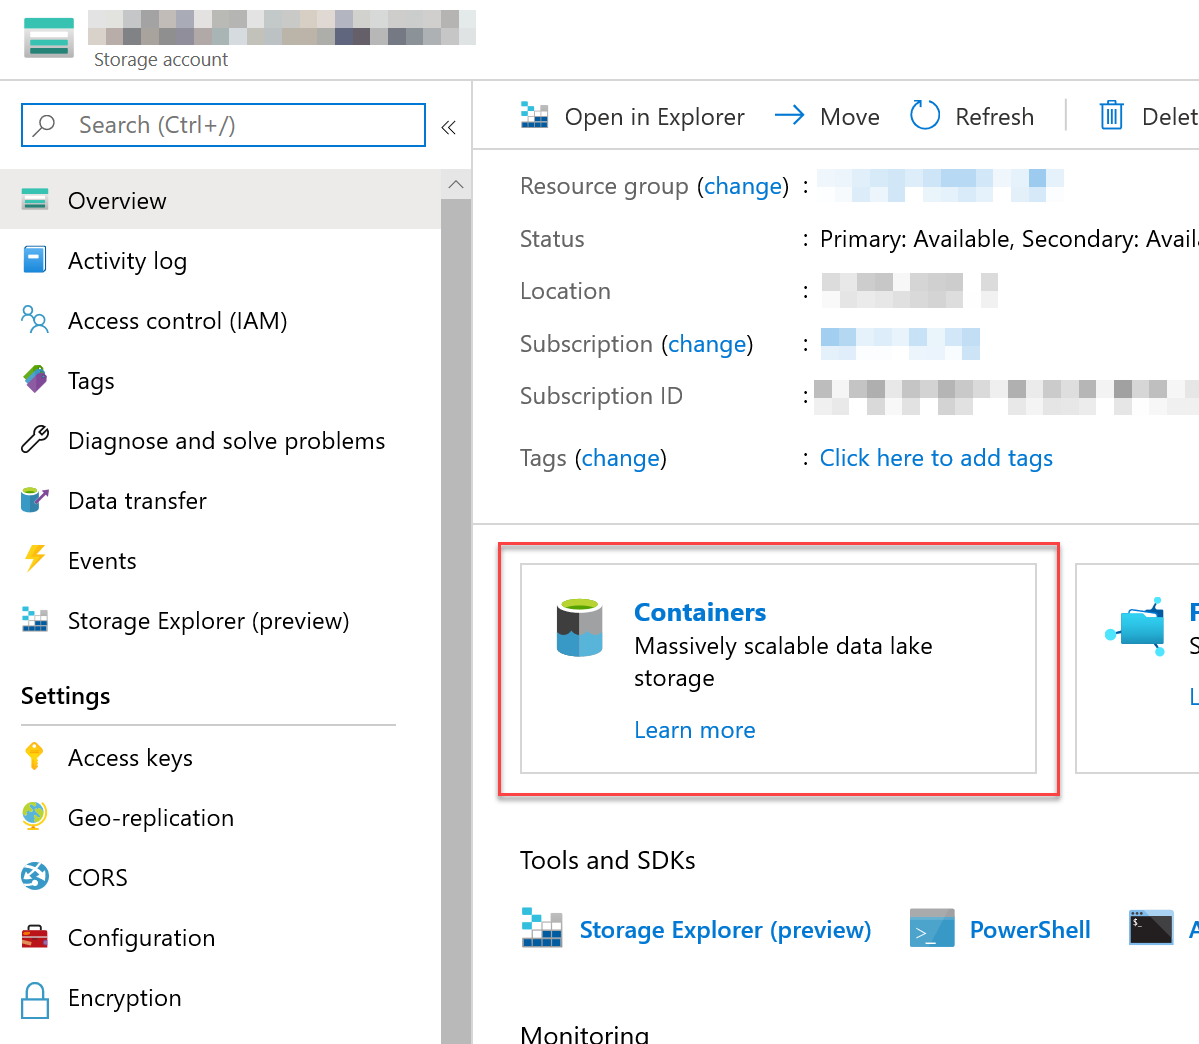 Storage account
Search (Ctrl+/)
«
Overview
Activity log
Access control (IAM)
Tags
Diagnose and solve problems
Data transfer
Events
Storage Explorer (preview)
Settings
Access keys
Geo-replication
CORS
Configuration
Encryption
Open in Explorer
Move
Refresh
Delet
Resource group (change) :
Status : Primary: Available, Secondary: Avail
Location :
Subscription (change) :
Subscription ID :
Tags (change) : Click here to add tags
Containers
Massively scalable data lake
storage
Learn more
F
S
L
Tools and SDKs
Storage Explorer (preview)
PowerShell
A
Monitoring